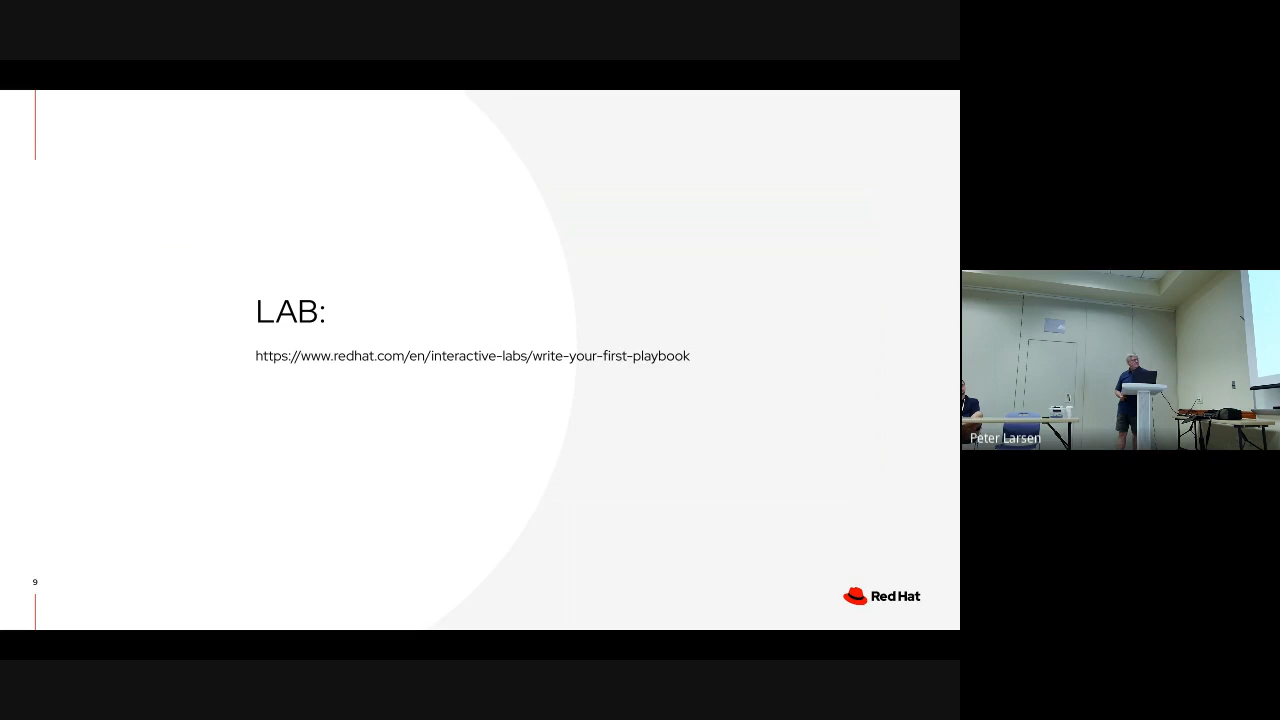 LAB:
https://www.redhat.com/en/interactive-labs/write-your-first-playbook
9
Red Hat
Peter Larsen